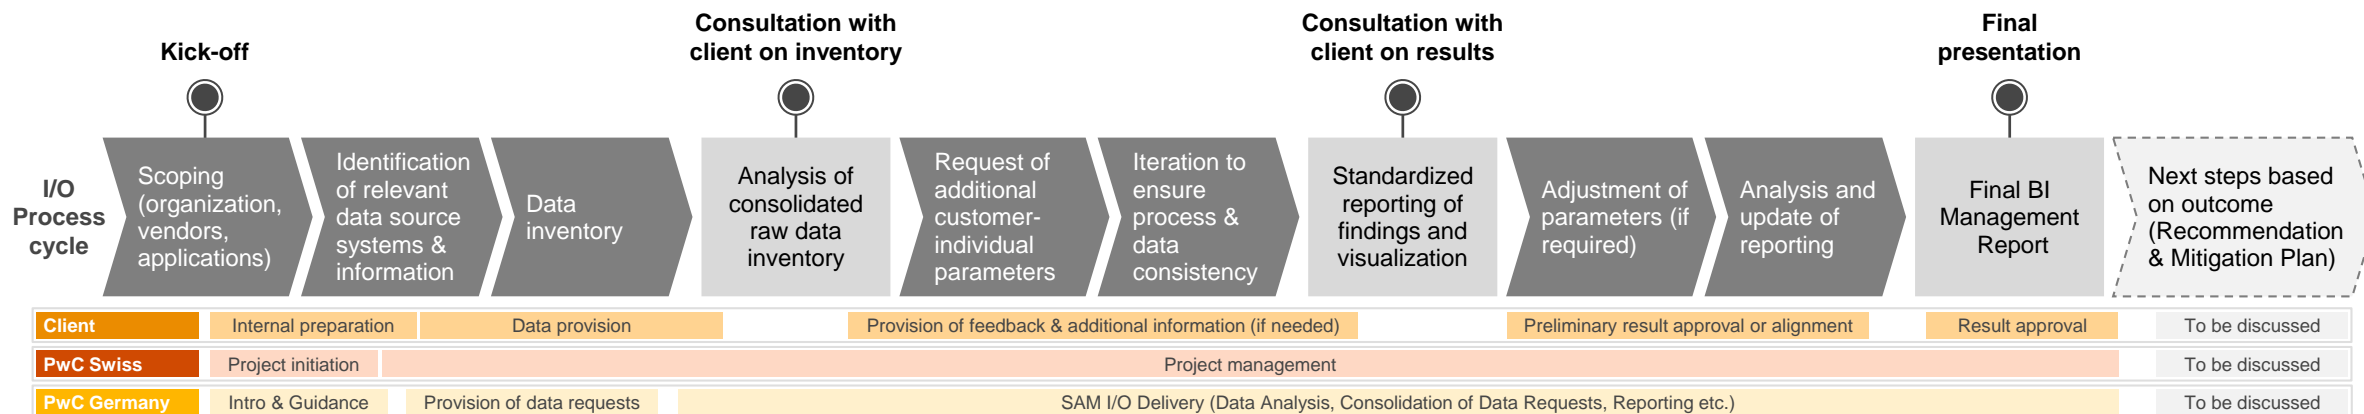 Kick-off
Consultation with
client on inventory
Consultation with
client on results
Final
presentation
I/O
Process
cycle
Scoping
(organization,
vendors,
applications)
Identification
of relevant
data source
systems &
information
Data
inventory
Analysis of
consolidated
raw data
inventory
Request of
additional
customer-
individual
parameters
Iteration to
ensure
process &
data
consistency
Standardized
reporting of
findings and
visualization
Adjustment of
parameters (if
required)
Analysis and
update of
reporting
Final BI
Management
Report
Next steps based
on outcome
(Recommendation
& Mitigation Plan)
Client
Internal preparation
Data provision
Provision of feedback & additional information (if needed)
Preliminary result approval or alignment
Result approval
To be discussed
PwC Swiss
Project initiation
Project management
To be discussed
PwC Germany
Intro & Guidance
Provision of data requests
SAM I/O Delivery (Data Analysis, Consolidation of Data Requests, Reporting etc.)
To be discussed